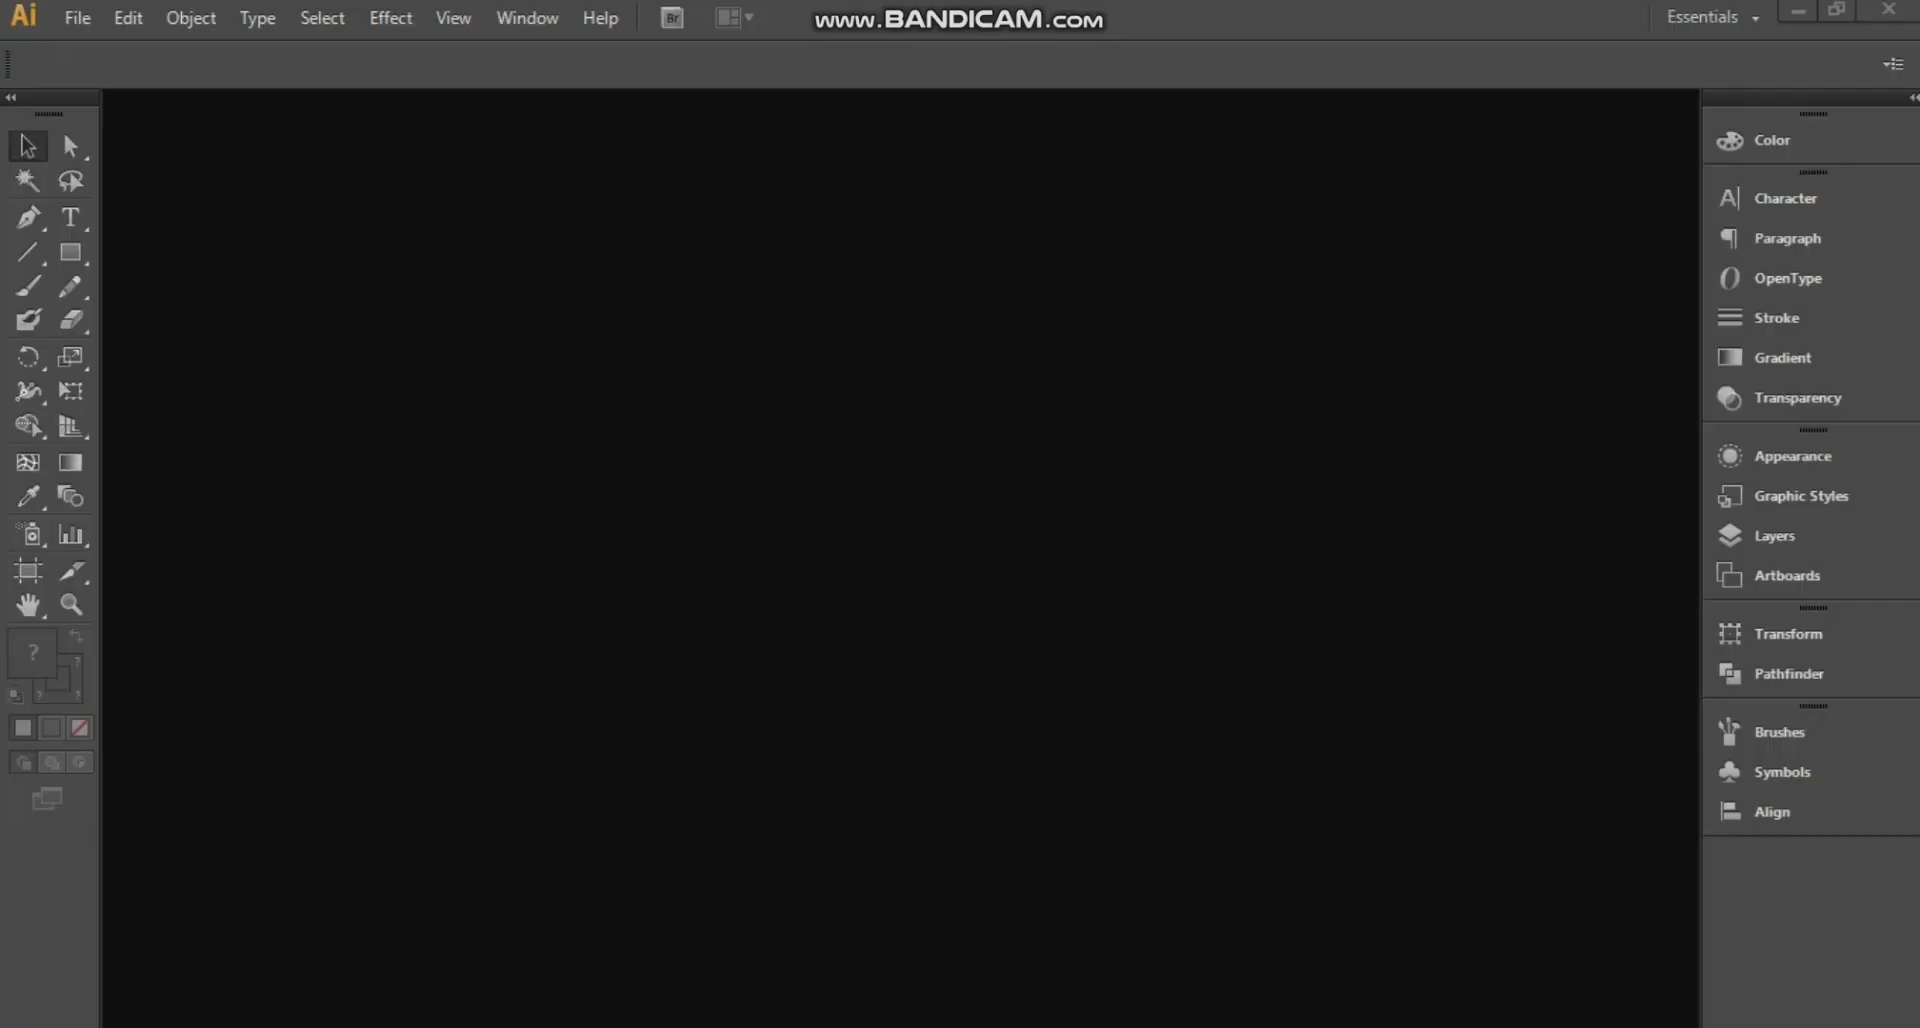 Ai File Edit Object Type Select Effect View Window Help Br www.BANDICAM.com Essentials
Color
A Character
Paragraph
O OpenType
Stroke
Gradient
Transparency
Appearance
Graphic Styles
Layers
Artboards
Transform
Pathfinder
Brushes
Symbols
Align
T
?
?
? ?